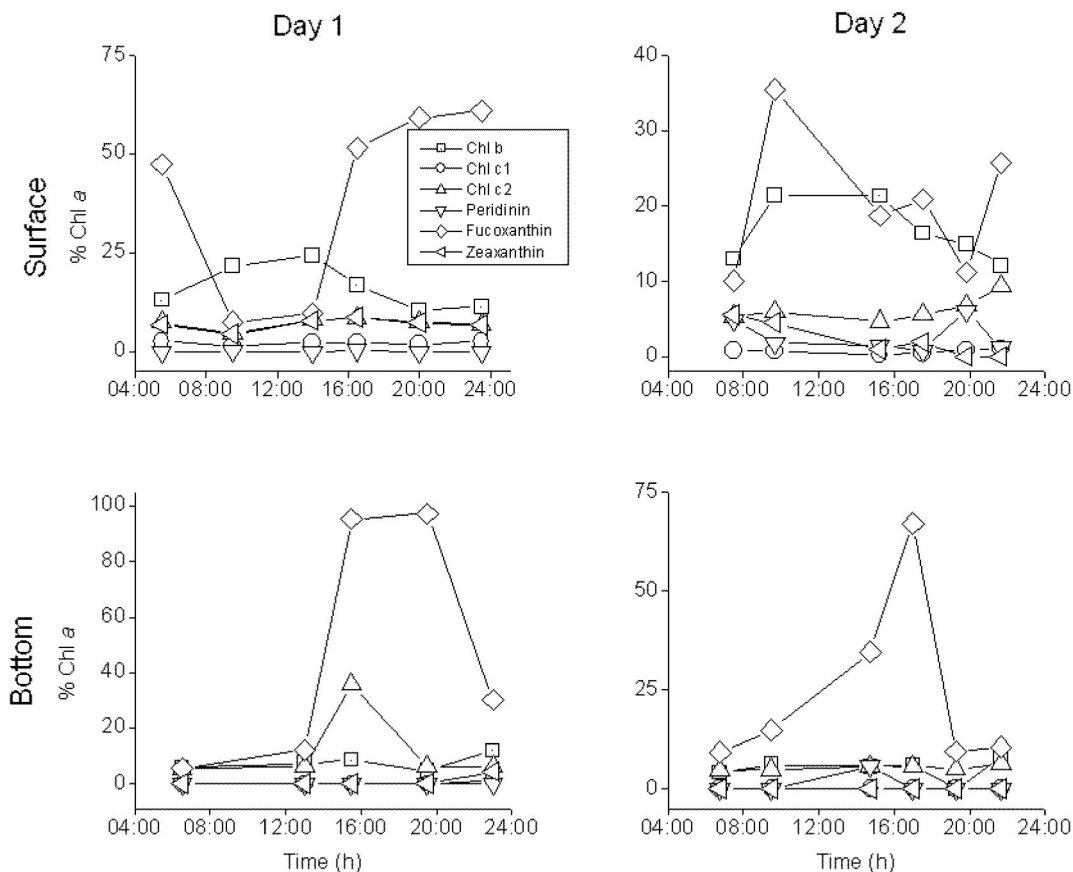 Day 1
Day 2
Surface
% Chl a
75
50
25
0
04:00 08:00 12:00 16:00 20:00 24:00
Chl b
Chl c1
Chl c2
Peridinin
Fucoxanthin
Zeaxanthin
40
30
20
10
0
04:00 08:00 12:00 16:00 20:00 24:00
Bottom
% Chl a
100
80
60
40
20
0
04:00 08:00 12:00 16:00 20:00 24:00
Time (h)
75
50
25
0
04:00 08:00 12:00 16:00 20:00 24:00
Time (h)